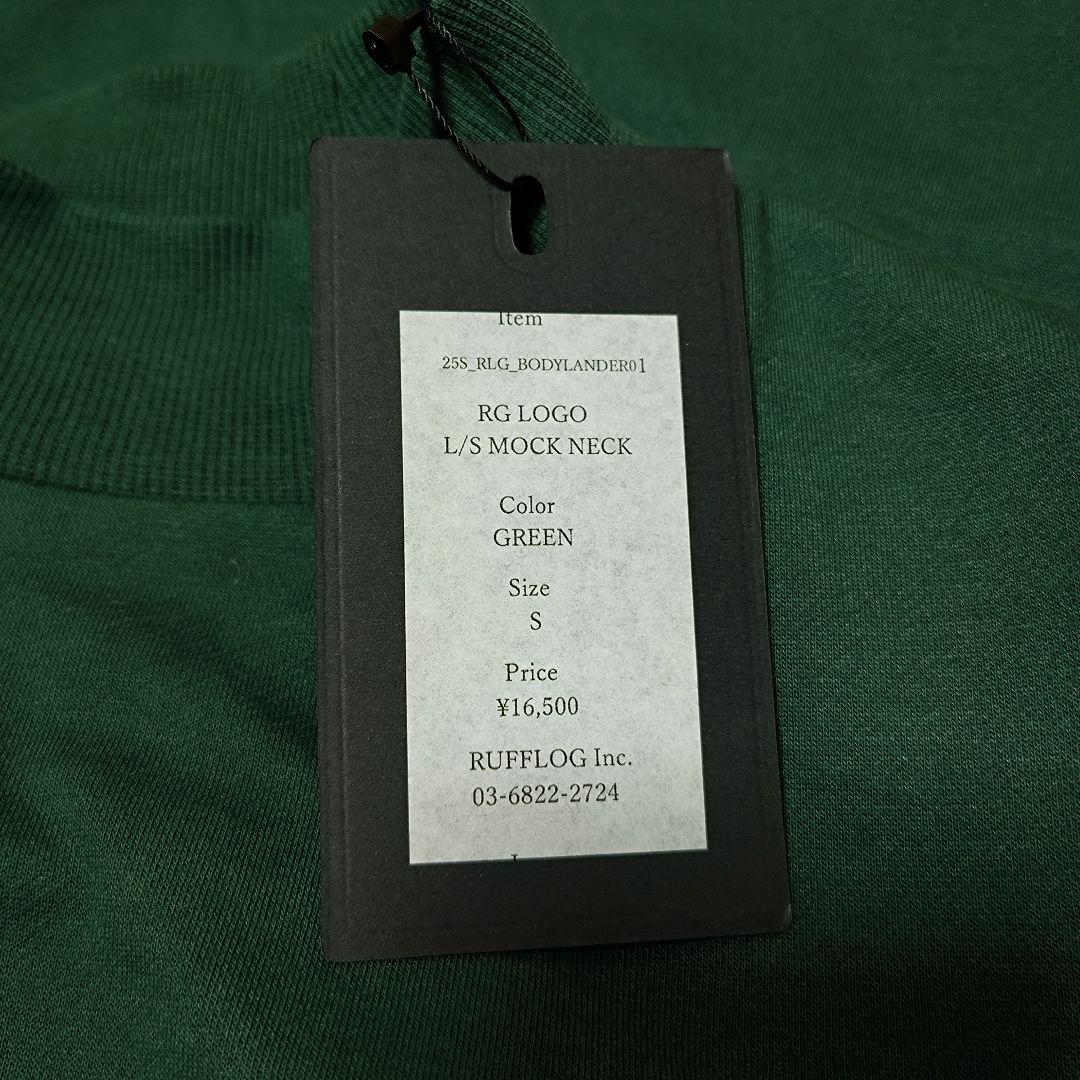 Item
25S_RLG_BODYLANDER01
RG LOGO
L/S MOCK NECK
Color
GREEN
Size
S
Price
¥16,500
RUFFLOG Inc.
03-6822-2724